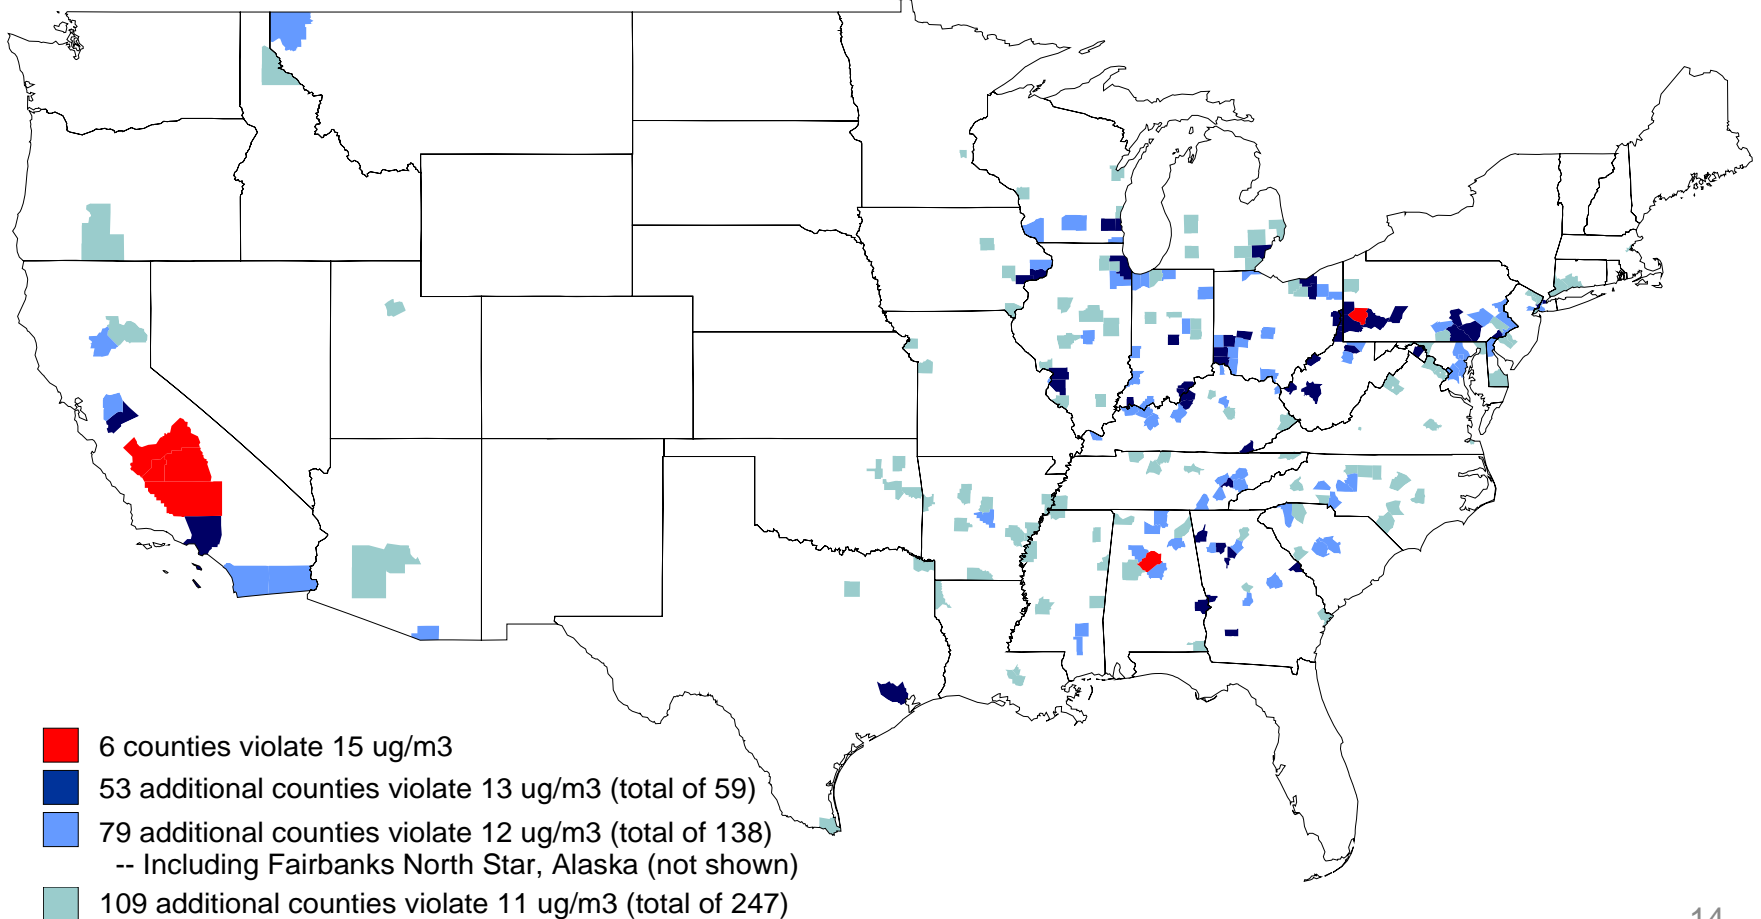 6 counties violate 15 ug/m3
53 additional counties violate 13 ug/m3 (total of 59)
79 additional counties violate 12 ug/m3 (total of 138)
-- Including Fairbanks North Star, Alaska (not shown)
109 additional counties violate 11 ug/m3 (total of 247)
14